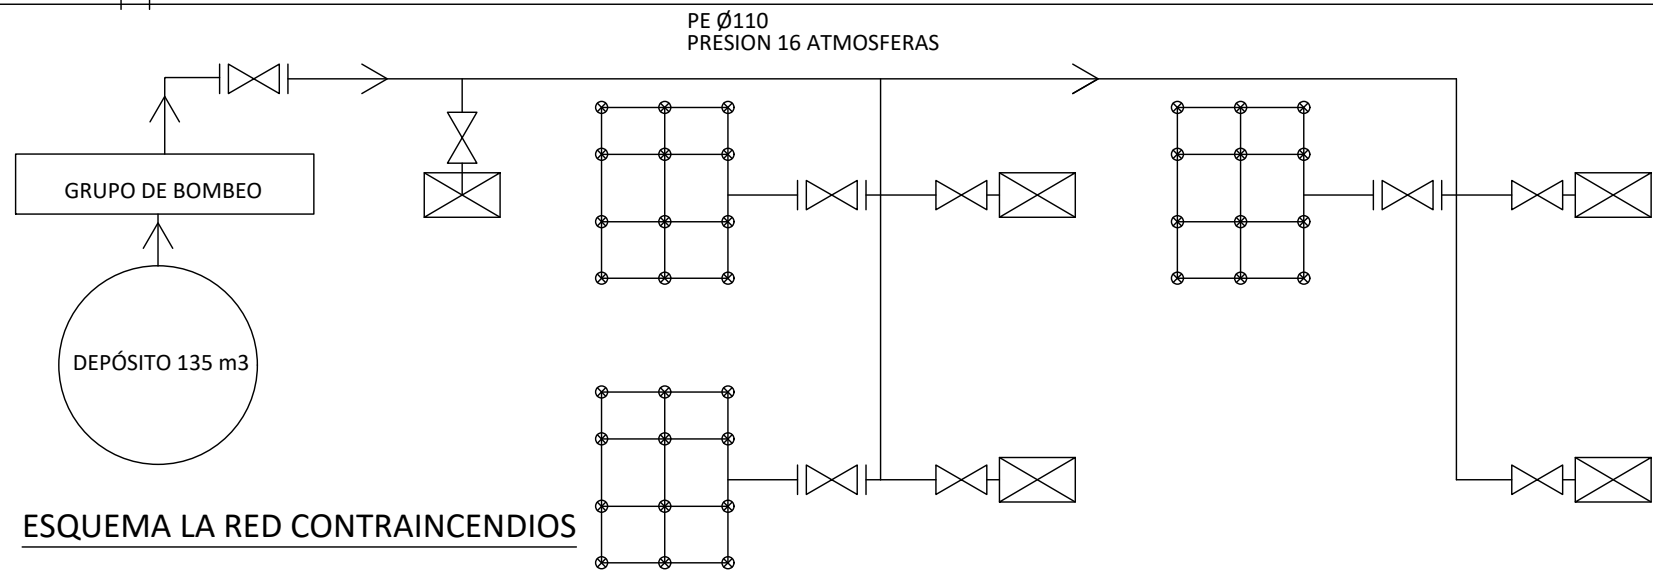 PE Ø110
PRESION 16 ATMOSFERAS
GRUPO DE BOMBEO
DEPÓSITO 135 m3
ESQUEMA LA RED CONTRAINCENDIOS